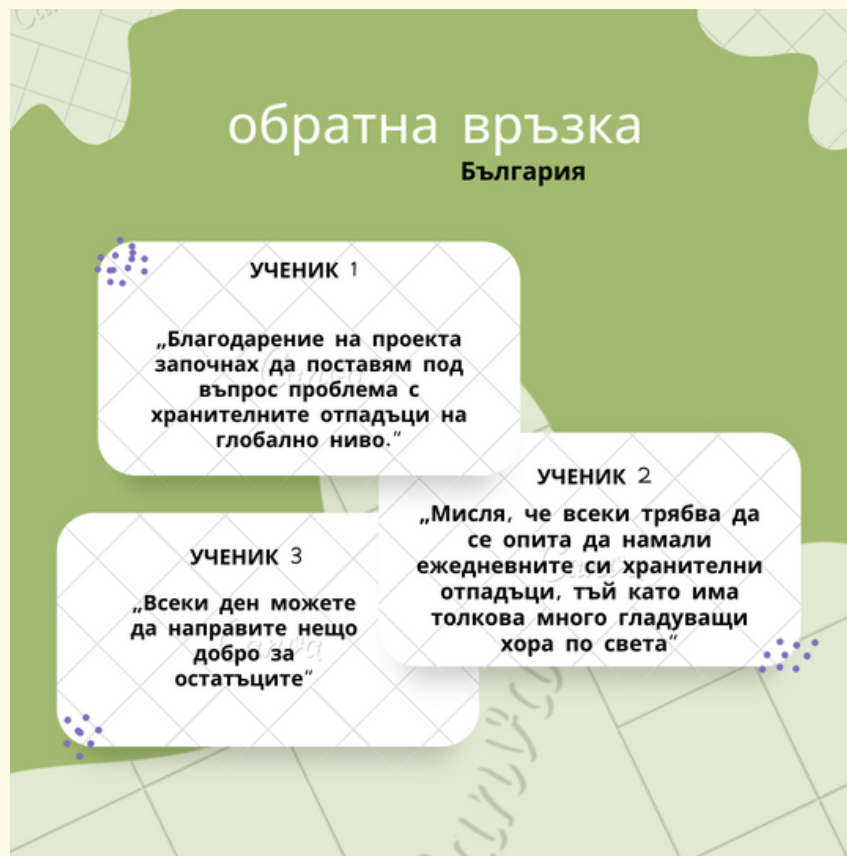 обратна връзка
България
УЧЕНИК 1
„Благодарение на проекта
започнах да поставям под
въпрос проблема с
хранителните отпадъци на
глобално ниво.“
УЧЕНИК 2
„Мисля, че всеки трябва да
се опита да намали
ежедневните си хранителни
отпадъци, тъй като има
толкова много гладуващи
хора по света“
УЧЕНИК 3
„Всеки ден можете
да направите нещо
добро за
остатъците“